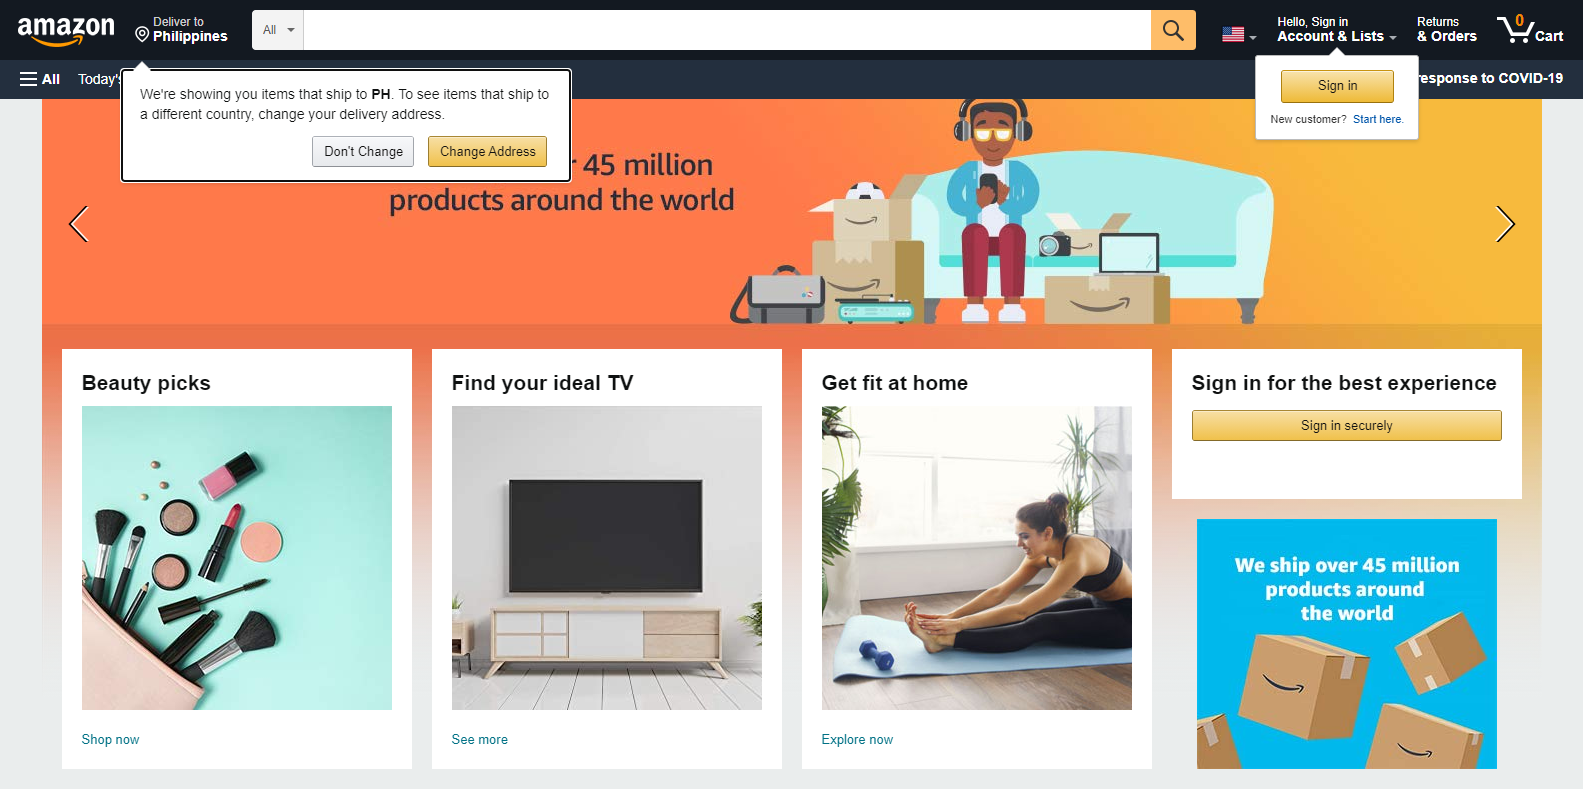 amazon
Deliver to
Philippines
All
Hello, Sign in
Account & Lists
Returns
& Orders
0
Cart
All
Today's
response to COVID-19
We're showing you items that ship to PH. To see items that ship to
a different country, change your delivery address.
Don't Change
Change Address
Sign in
New customer? Start here.
45 million
products around the world
Beauty picks
Shop now
Find your ideal TV
See more
Get fit at home
Explore now
Sign in for the best experience
Sign in securely
We ship over 45 million
products around
the world